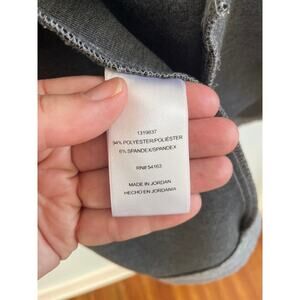 1319837
94% POLYESTER/POLIÉSTER
6% SPANDEX/SPANDEX
RN# 54163
MADE IN JORDAN
HECHO EN JORDANIA